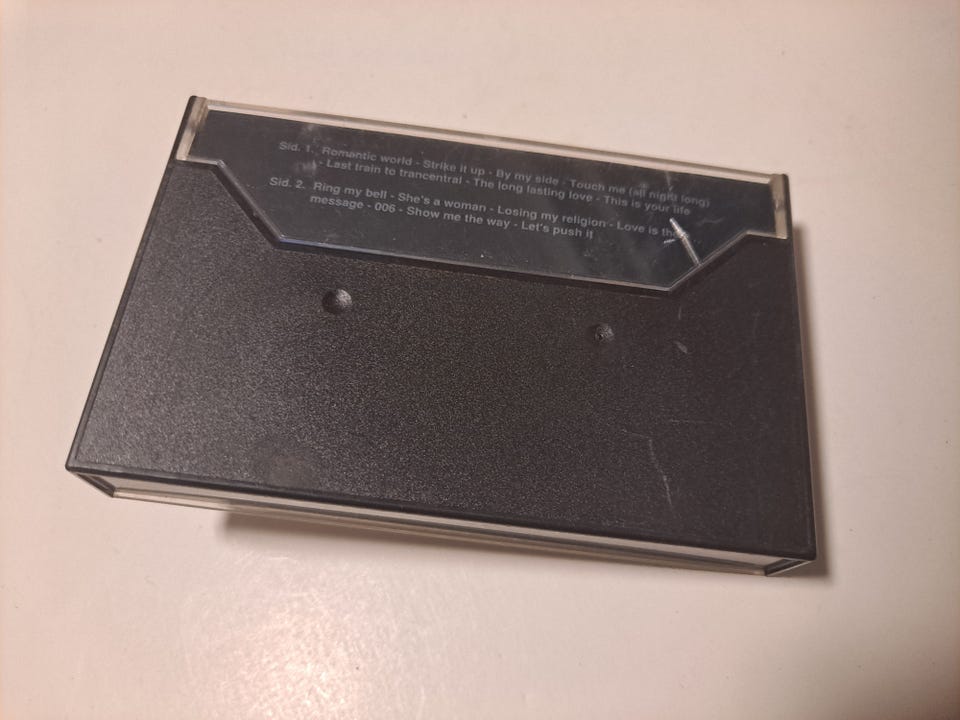 Sid. 1. Romantic world - Strike it up - By my side - Touch me (all night long)
- Last train to trancentral - The long lasting love - This is your life
Sid. 2. Ring my bell - She's a woman - Losing my religion - Love is the
message - 006 - Show me the way - Let's push it